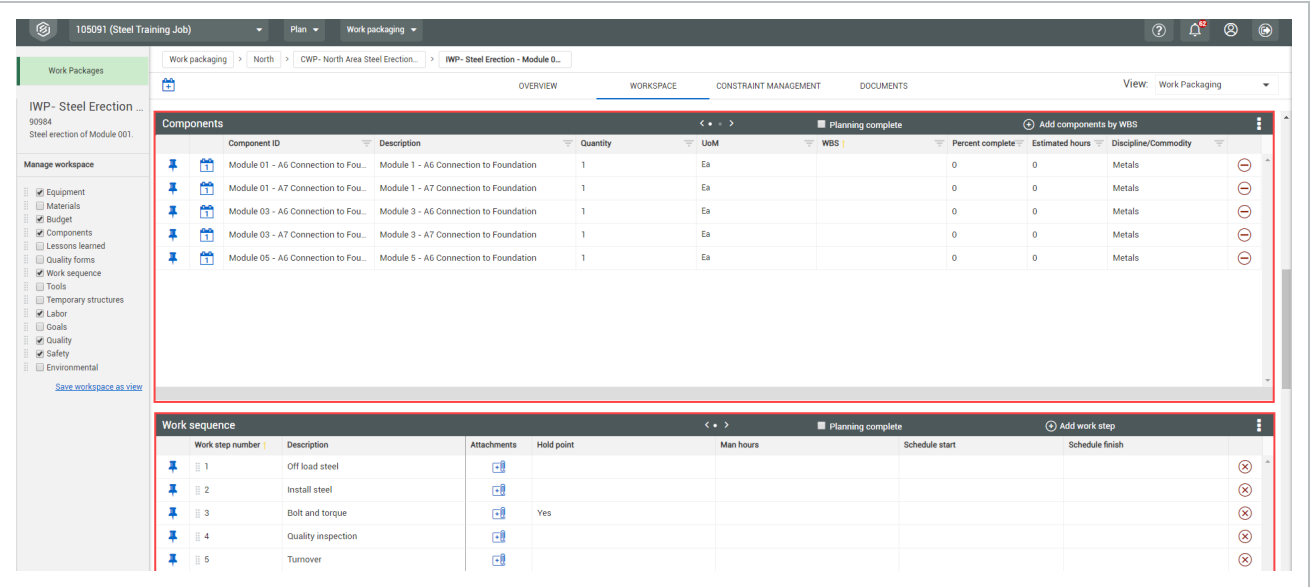 105091 (Steel Training Job) Plan Work packaging ? 62
Work Packages
Work packaging > North > CWP- North Area Steel Erection... > IWP- Steel Erection - Module 0...
OVERVIEW WORKSPACE CONSTRAINT MANAGEMENT DOCUMENTS View: Work Packaging
IWP- Steel Erection ...
90984
Steel erection of Module 001.
Manage workspace
Equipment
Materials
Budget
Components
Lessons learned
Quality forms
Work sequence
Tools
Temporary structures
Labor
Goals
Quality
Safety
Environmental
Save workspace as view
Components Planning complete Add components by WBS
Component ID Description Quantity UoM WBS Percent complete Estimated hours Discipline/Commodity
1 Module 01 - A6 Connection to Fou... Module 1 - A6 Connection to Foundation 1 Ea 0 0 Metals
1 Module 01 - A7 Connection to Fou... Module 1 - A7 Connection to Foundation 1 Ea 0 0 Metals
1 Module 03 - A6 Connection to Fou... Module 3 - A6 Connection to Foundation 1 Ea 0 0 Metals
1 Module 03 - A7 Connection to Fou... Module 3 - A7 Connection to Foundation 1 Ea 0 0 Metals
1 Module 05 - A6 Connection to Fou... Module 5 - A6 Connection to Foundation 1 Ea 0 0 Metals
Work sequence Planning complete Add work step
Work step number Description Attachments Hold point Man hours Schedule start Schedule finish
1 Off load steel
2 Install steel
3 Bolt and torque Yes
4 Quality inspection
5 Turnover